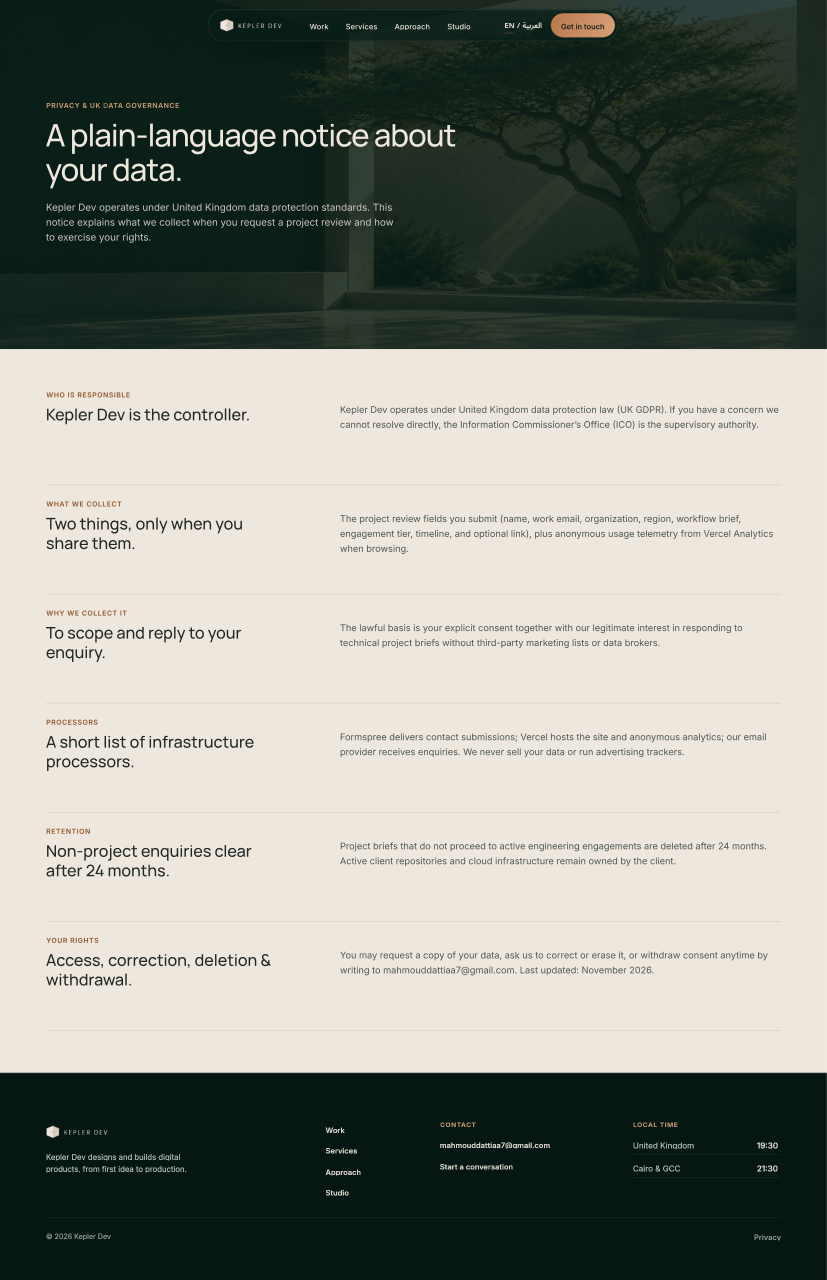 KEPLER DEV
Work
Services
Approach
Studio
EN / العربية
Get in touch
PRIVACY & UK DATA GOVERNANCE
A plain-language notice about
your data.
Kepler Dev operates under United Kingdom data protection standards. This
notice explains what we collect when you request a project review and how
to exercise your rights.
WHO IS RESPONSIBLE
Kepler Dev is the controller.
Kepler Dev operates under United Kingdom data protection law (UK GDPR). If you have a concern we
cannot resolve directly, the Information Commissioner's Office (ICO) is the supervisory authority.
WHAT WE COLLECT
Two things, only when you
share them.
The project review fields you submit (name, work email, organization, region, workflow brief,
engagement tier, timeline, and optional link), plus anonymous usage telemetry from Vercel Analytics
when browsing.
WHY WE COLLECT IT
To scope and reply to your
enquiry.
The lawful basis is your explicit consent together with our legitimate interest in responding to
technical project briefs without third-party marketing lists or data brokers.
PROCESSORS
A short list of infrastructure
processors.
Formspree delivers contact submissions; Vercel hosts the site and anonymous analytics; our email
provider receives enquiries. We never sell your data or run advertising trackers.
RETENTION
Non-project enquiries clear
after 24 months.
Project briefs that do not proceed to active engineering engagements are deleted after 24 months.
Active client repositories and cloud infrastructure remain owned by the client.
YOUR RIGHTS
Access, correction, deletion &
withdrawal.
You may request a copy of your data, ask us to correct or erase it, or withdraw consent anytime by
writing to mahmouddattiaa7@gmail.com. Last updated: November 2026.
KEPLER DEV
Kepler Dev designs and builds digital
products, from first idea to production.
Work
Services
Approach
Studio
CONTACT
mahmouddattiaa7@gmail.com
Start a conversation
LOCAL TIME
United Kingdom 19:30
Cairo & GCC 21:30
© 2026 Kepler Dev
Privacy